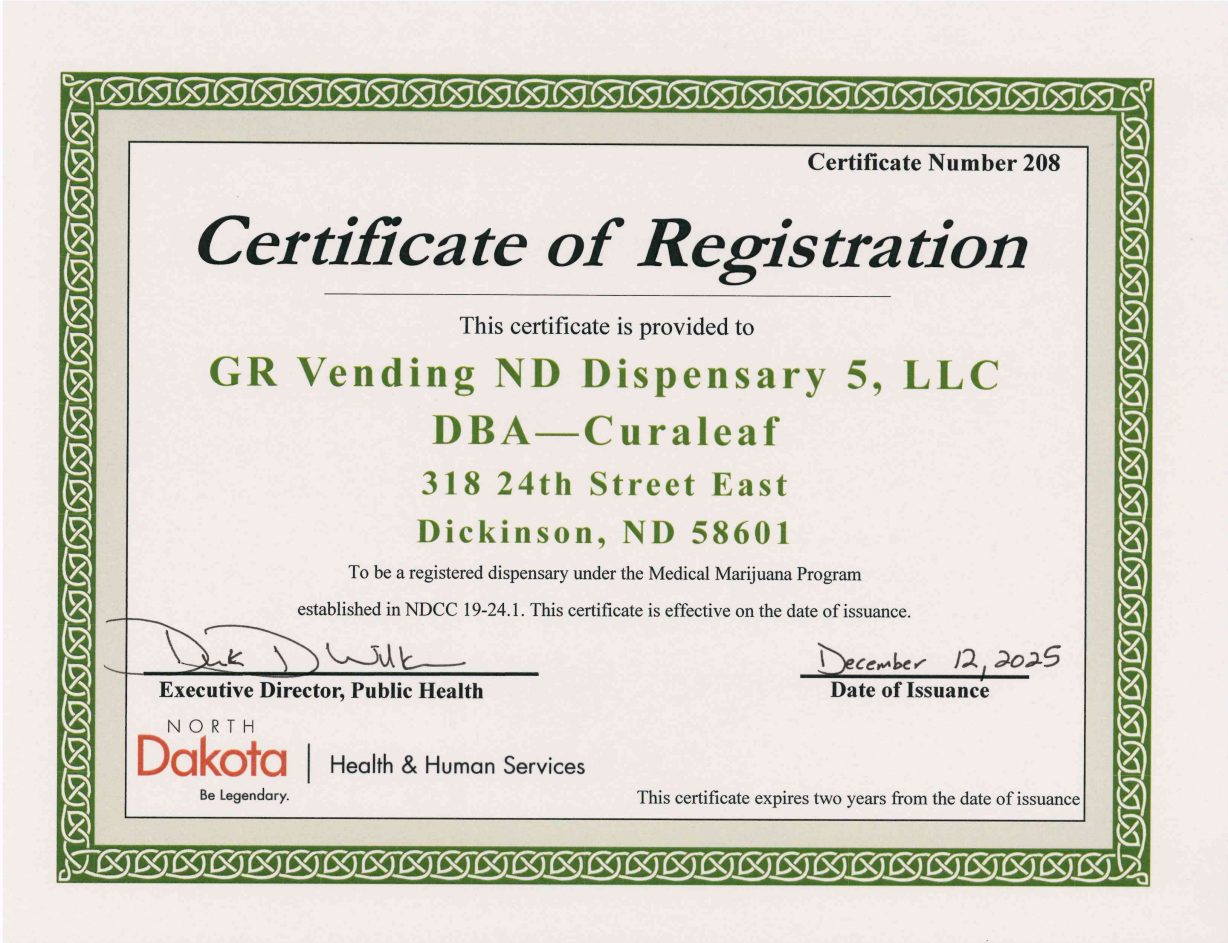 Certificate Number 208
Certificate of Registration
This certificate is provided to
GR Vending ND Dispensary 5, LLC
DBA—Curaleaf
318 24th Street East
Dickinson, ND 58601
To be a registered dispensary under the Medical Marijuana Program
established in NDCC 19-24.1. This certificate is effective on the date of issuance.
December 12, 2025
Executive Director, Public Health
Date of Issuance
NORTH
Dakota
Be Legendary.
Health & Human Services
This certificate expires two years from the date of issuance